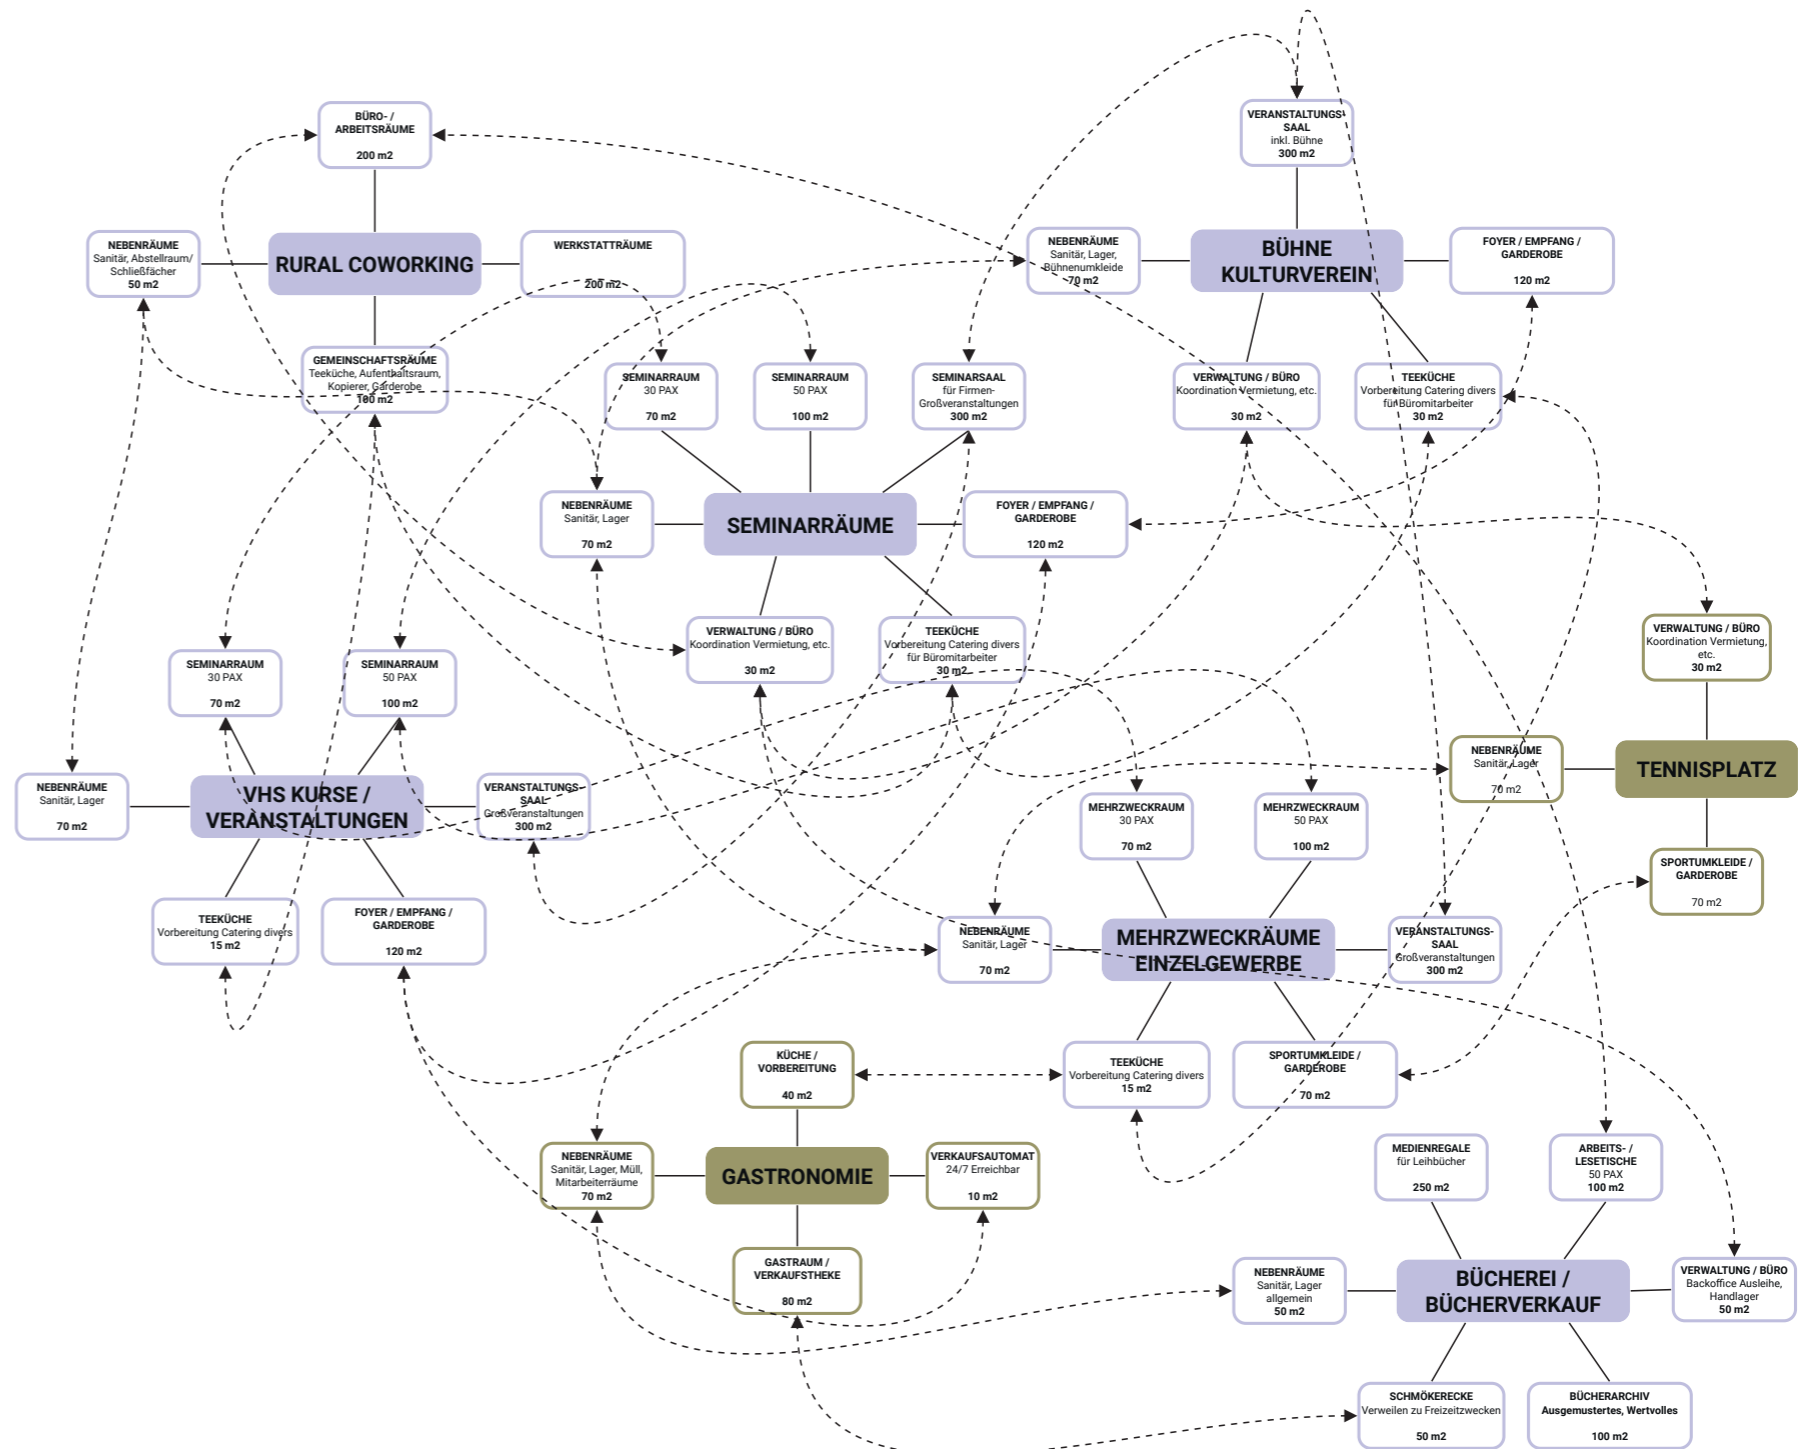 BÜRO- /
ARBEITSRÄUME
200 m2
NEBENRÄUME
Sanitär, Abstellraum/
Schließfächer
50 m2
RURAL COWORKING
WERKSTATTRÄUME
200 m2
GEMEINSCHAFTSRÄUME
Teeküche, Aufenthaltsraum,
Kopierer, Garderobe
100 m2
VERANSTALTUNGS-
SAAL
inkl. Bühne
300 m2
NEBENRÄUME
Sanitär, Lager,
Bühnenumkleide
70 m2
BÜHNE
KULTURVEREIN
FOYER / EMPFANG /
GARDEROBE
120 m2
VERWALTUNG / BÜRO
Koordination Vermietung, etc.
30 m2
TEEKÜCHE
Vorbereitung Catering divers
für Büromitarbeiter
30 m2
SEMINARRAUM
30 PAX
70 m2
SEMINARRAUM
50 PAX
100 m2
SEMINARSAAL
für Firmen-
Großveranstaltungen
300 m2
NEBENRÄUME
Sanitär, Lager
70 m2
SEMINARRÄUME
FOYER / EMPFANG /
GARDEROBE
120 m2
VERWALTUNG / BÜRO
Koordination Vermietung, etc.
30 m2
TEEKÜCHE
Vorbereitung Catering divers
für Büromitarbeiter
30 m2
VERWALTUNG / BÜRO
Koordination Vermietung,
etc.
30 m2
NEBENRÄUME
Sanitär, Lager
70 m2
TENNISPLATZ
SPORTUMKLEIDE /
GARDEROBE
70 m2
SEMINARRAUM
30 PAX
70 m2
SEMINARRAUM
50 PAX
100 m2
NEBENRÄUME
Sanitär, Lager
70 m2
VHS KURSE /
VERANSTALTUNGEN
VERANSTALTUNGS-
SAAL
Großveranstaltungen
300 m2
TEEKÜCHE
Vorbereitung Catering divers
15 m2
FOYER / EMPFANG /
GARDEROBE
120 m2
MEHRZWECKRAUM
30 PAX
70 m2
MEHRZWECKRAUM
50 PAX
100 m2
NEBENRÄUME
Sanitär, Lager
70 m2
MEHRZWECKRÄUME
EINZELGEWERBE
VERANSTALTUNGS-
SAAL
Großveranstaltungen
300 m2
TEEKÜCHE
Vorbereitung Catering divers
15 m2
SPORTUMKLEIDE /
GARDEROBE
70 m2
KÜCHE /
VORBEREITUNG
40 m2
NEBENRÄUME
Sanitär, Lager, Müll,
Mitarbeiterräume
70 m2
GASTRONOMIE
VERKAUFSAUTOMAT
24/7 Erreichbar
10 m2
GASTRAUM /
VERKAUFSTHEKE
80 m2
MEDIENREGALE
für Leihbücher
250 m2
ARBEITS- /
LESETISCHE
50 PAX
100 m2
NEBENRÄUME
Sanitär, Lager
allgemein
50 m2
BÜCHEREI /
BÜCHERVERKAUF
VERWALTUNG / BÜRO
Backoffice Ausleihe,
Handlager
50 m2
SCHMÖKERECKE
Verweilen zu Freizeitzwecken
50 m2
BÜCHERARCHIV
Ausgemustertes, Wertvolles
100 m2